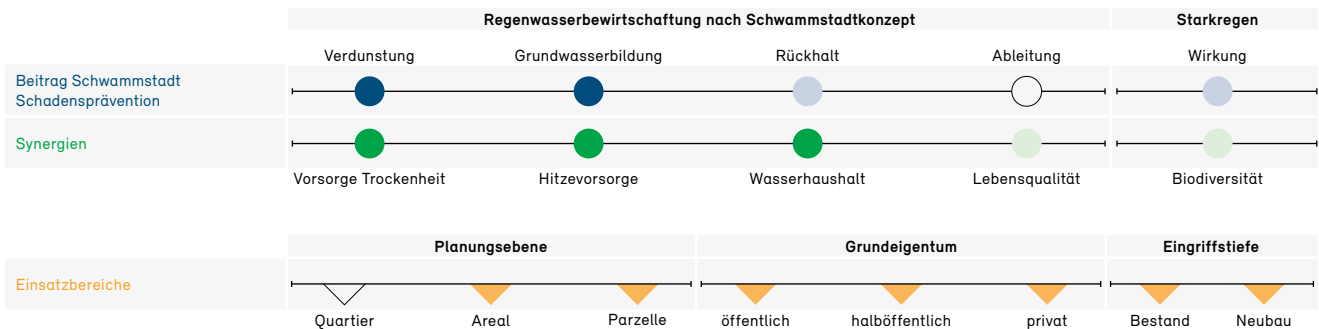 Regenwasserbewirtschaftung nach Schwammstadtkonzept Starkregen
Verdunstung Grundwasserbildung Rückhalt Ableitung Wirkung
Beitrag Schwammstadt
Schadensprävention
Synergien
Vorsorge Trockenheit Hitzevorsorge Wasserhaushalt Lebensqualität Biodiversität
Planungsebene Grundeigentum Eingriffstiefe
Einsatzbereiche
Quartier Areal Parzelle öffentlich halböffentlich privat Bestand Neubau